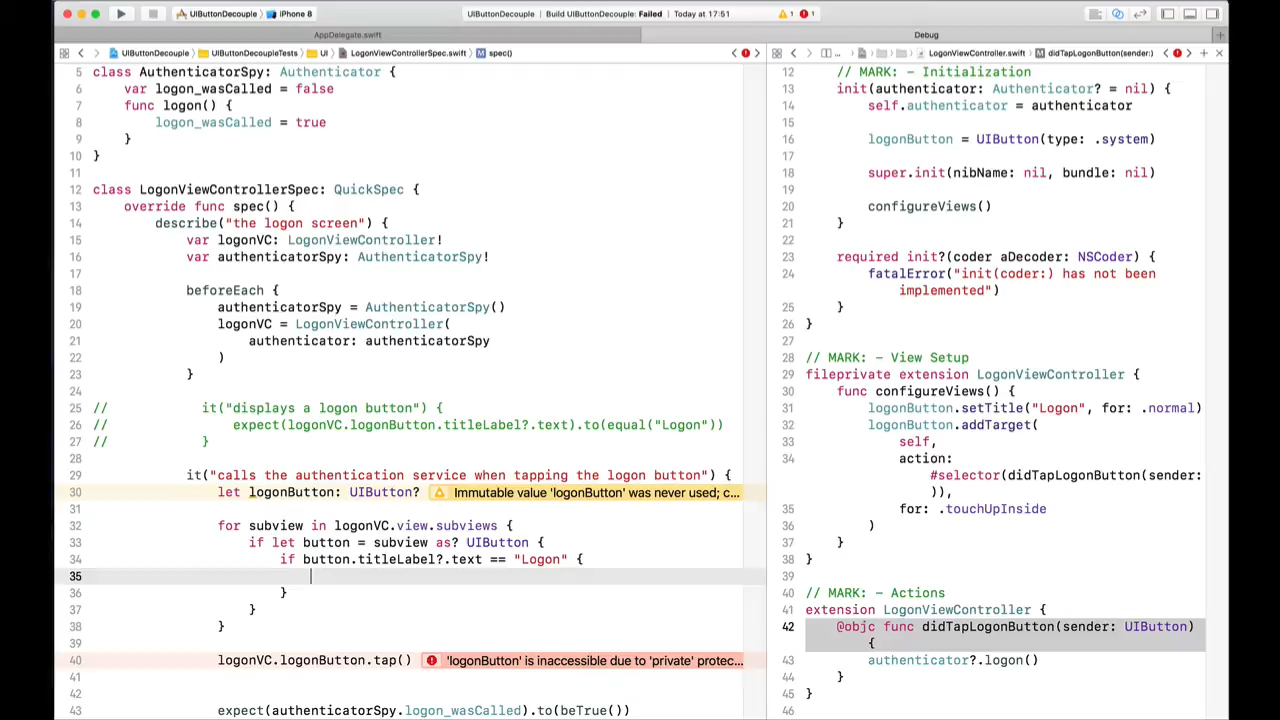 UIButtonDecouple iPhone 8 UIButtonDecouple | Build UIButtonDecouple: Failed Today at 17:51 1 1
AppDelegate.swift Debug
UIButtonDecouple UIButtonDecoupleTests UI LogonViewControllerSpec.swift M spec()
LogonViewController.swift M didTapLogonButton(sender:)
5 class AuthenticatorSpy: Authenticator {
6 var logon_wasCalled = false
7 func logon() {
8 logon_wasCalled = true
9 }
10 }
11
12 class LogonViewControllerSpec: QuickSpec {
13 override func spec() {
14 describe("the logon screen") {
15 var logonVC: LogonViewController!
16 var authenticatorSpy: AuthenticatorSpy!
17
18 beforeEach {
19 authenticatorSpy = AuthenticatorSpy()
20 logonVC = LogonViewController(
21 authenticator: authenticatorSpy
22 )
23 }
24
25 // it("displays a logon button") {
26 // expect(logonVC.logonButton.titleLabel?.text).to(equal("Logon"))
27 // }
28
29 it("calls the authentication service when tapping the logon button") {
30 let logonButton: UIButton? Immutable value 'logonButton' was never used; c...
31
32 for subview in logonVC.view.subviews {
33 if let button = subview as? UIButton {
34 if button.titleLabel?.text == "Logon" {
35
36 }
37 }
38 }
39
40 logonVC.logonButton.tap() 'logonButton' is inaccessible due to 'private' protec...
41
42
43 expect(authenticatorSpy.logon_wasCalled).to(beTrue())
12 // MARK: - Initialization
13 init(authenticator: Authenticator? = nil) {
14 self.authenticator = authenticator
15
16 logonButton = UIButton(type: .system)
17
18 super.init(nibName: nil, bundle: nil)
19
20 configureViews()
21 }
22
23 required init?(coder aDecoder: NSCoder) {
24 fatalError("init(coder:) has not been
implemented")
25 }
26 }
27
28 // MARK: - View Setup
29 fileprivate extension LogonViewController {
30 func configureViews() {
31 logonButton.setTitle("Logon", for: .normal)
32 logonButton.addTarget(
33 self,
34 action:
#selector(didTapLogonButton(sender:
)),
35 for: .touchUpInside
36 )
37 }
38 }
39
40 // MARK: - Actions
41 extension LogonViewController {
42 @objc func didTapLogonButton(sender: UIButton)
{
43 authenticator?.logon()
44 }
45 }
46